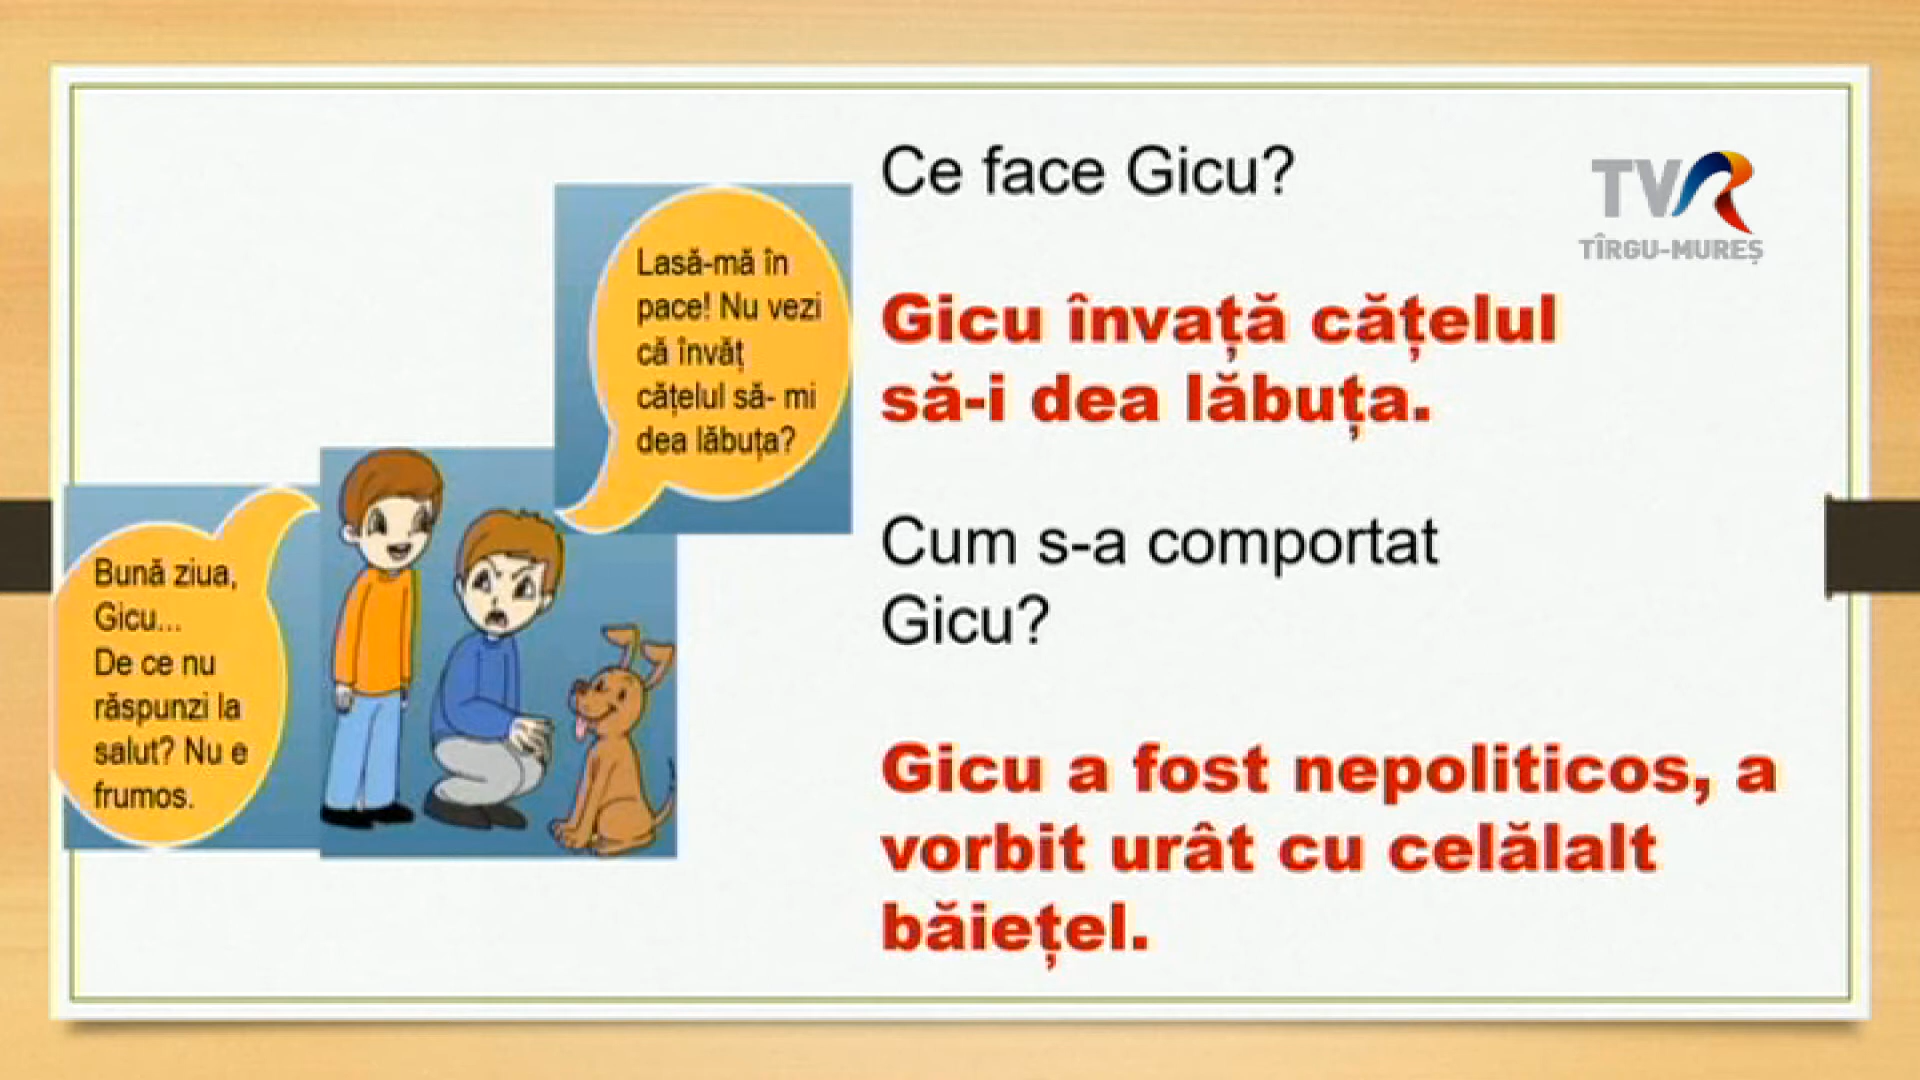 Bună ziua,
Gicu...
De ce nu
răspunzi la
salut? Nu e
frumos.
Lasă-mă în
pace! Nu vezi
că învăț
cățelul să- mi
dea lăbuța?
Ce face Gicu?
Gicu învață cățelul
să-i dea lăbuța.
Cum s-a comportat
Gicu?
Gicu a fost nepoliticos, a
vorbit urât cu celălalt
băiețel.
TVR
TÎRGU-MUREȘ